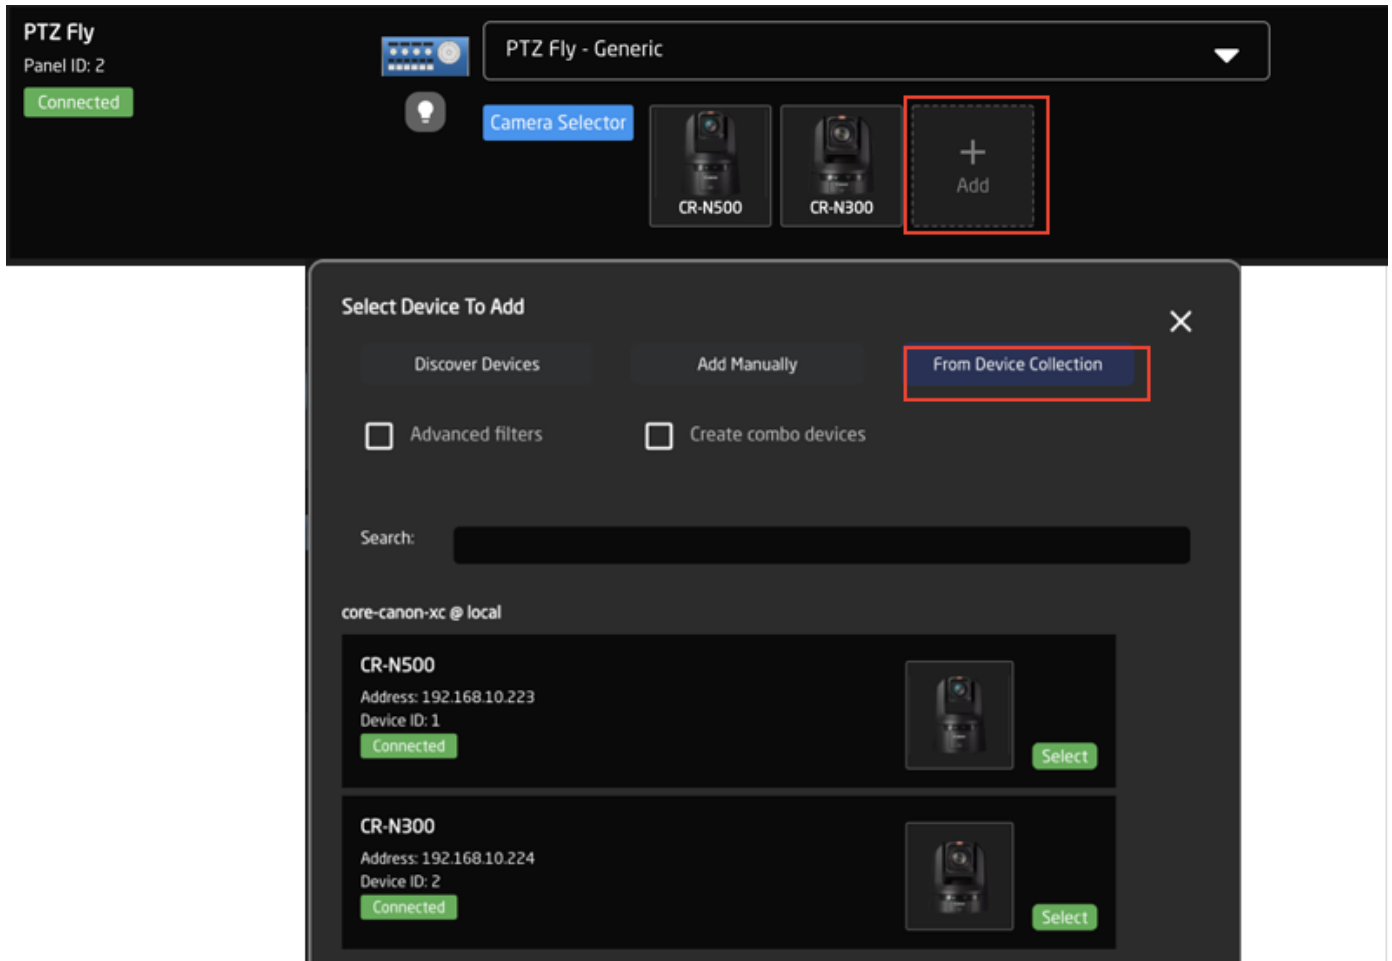 PTZ Fly
Panel ID: 2
Connected
PTZ Fly - Generic
Camera Selector
CR-N500
CR-N300
+
Add
Select Device To Add
Discover Devices
Add Manually
From Device Collection
Advanced filters
Create combo devices
Search:
core-canon-xc @ local
CR-N500
Address: 192.168.10.223
Device ID: 1
Connected
Select
CR-N300
Address: 192.168.10.224
Device ID: 2
Connected
Select